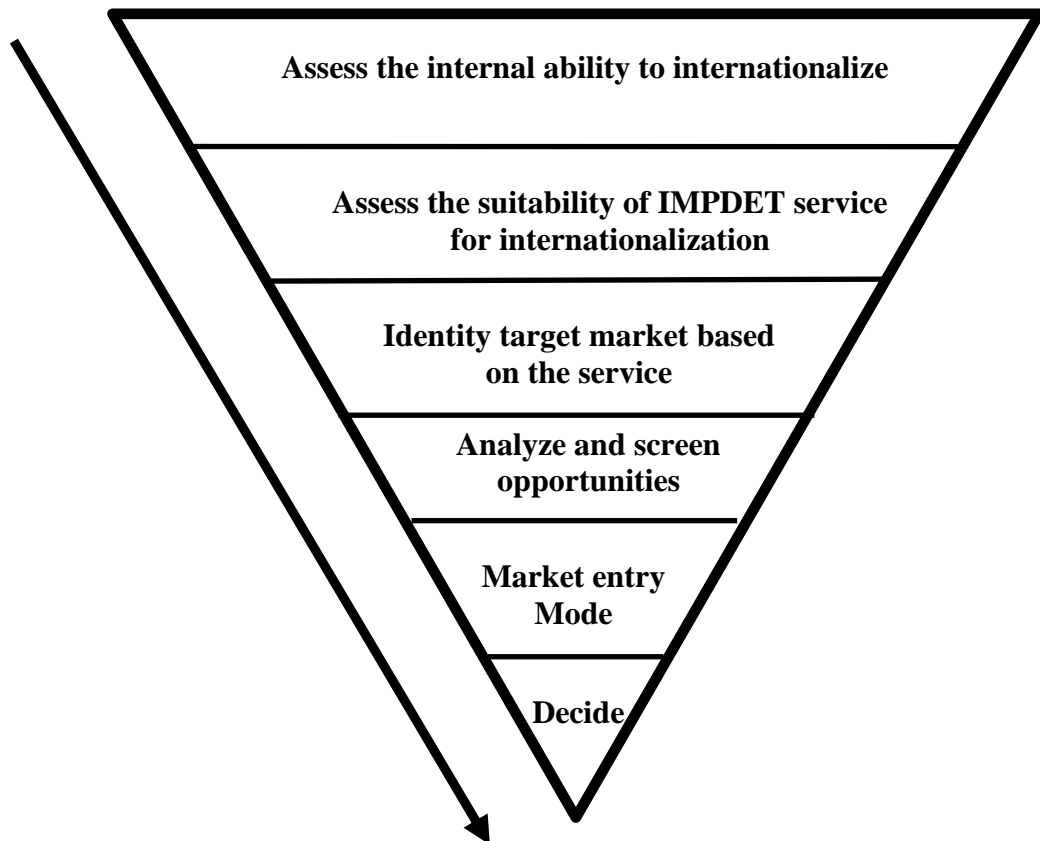 Assess the internal ability to internationalize
Assess the suitability of IMPDET service
for internationalization
Identity target market based
on the service
Analyze and screen
opportunities
Market entry
Mode
Decide